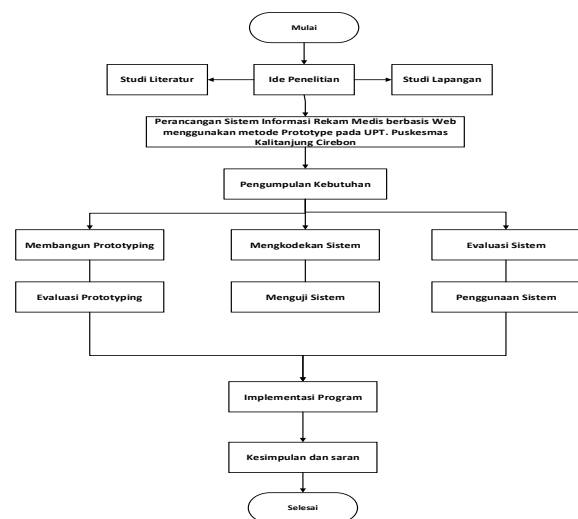 Mulai
Studi Literatur
Ide Penelitian
Studi Lapangan
Perancangan Sistem Informasi Rekam Medis berbasis Web
menggunakan metode Prototype pada UPT. Puskesmas
Kalitanjung Cirebon
Pengumpulan Kebutuhan
Membangun Prototyping
Mengkodekan Sistem
Evaluasi Sistem
Evaluasi Prototyping
Menguji Sistem
Penggunaan Sistem
Implementasi Program
Kesimpulan dan saran
Selesai